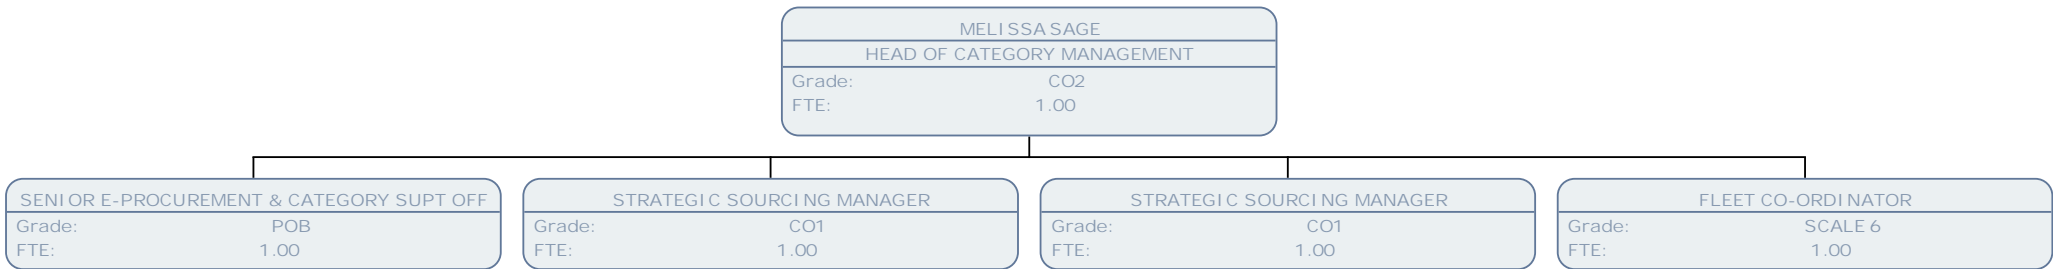 MELISSA SAGE
HEAD OF CATEGORY MANAGEMENT
Grade: CO2
FTE: 1.00
SENIOR E-PROCUREMENT & CATEGORY SUPT OFF
Grade: POB
FTE: 1.00
STRATEGIC SOURCING MANAGER
Grade: CO1
FTE: 1.00
STRATEGIC SOURCING MANAGER
Grade: CO1
FTE: 1.00
FLEET CO-ORDINATOR
Grade: SCALE 6
FTE: 1.00